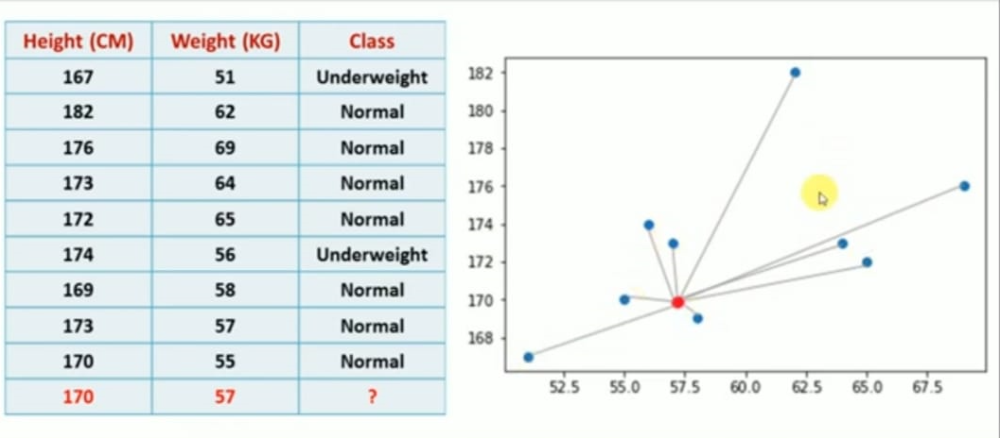 Height (CM) Weight (KG) Class
167 51 Underweight
182 62 Normal
176 69 Normal
173 64 Normal
172 65 Normal
174 56 Underweight
169 58 Normal
173 57 Normal
170 55 Normal
170 57 ?
182
180
178
176
174
172
170
168
52.5 55.0 57.5 60.0 62.5 65.0 67.5